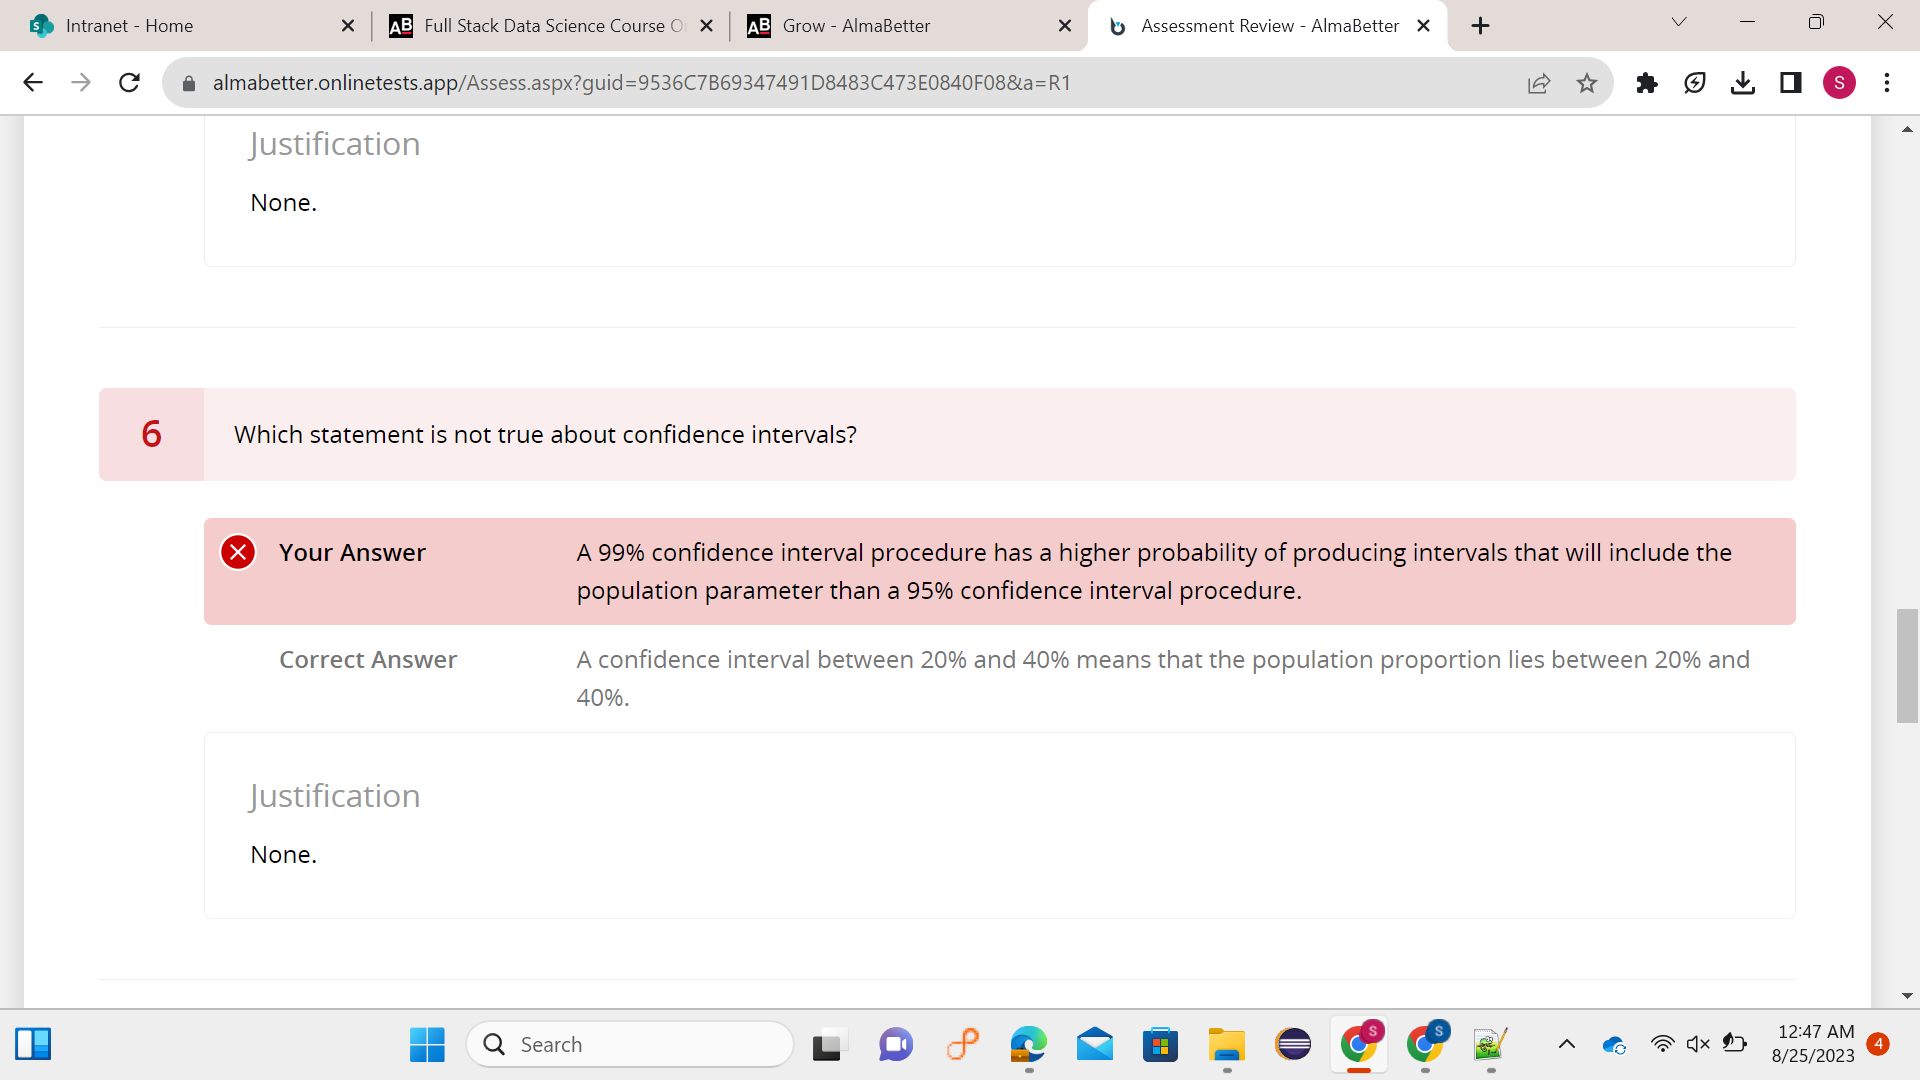 Intranet - Home
AB Full Stack Data Science Course O
AB Grow - AlmaBetter
Assessment Review - AlmaBetter
almabetter.onlinetests.app/Assess.aspx?guid=9536C7B69347491D8483C473E0840F08&a=R1
S
Justification
None.
6
Which statement is not true about confidence intervals?
Your Answer
A 99% confidence interval procedure has a higher probability of producing intervals that will include the
population parameter than a 95% confidence interval procedure.
Correct Answer
A confidence interval between 20% and 40% means that the population proportion lies between 20% and
40%.
Justification
None.
Search
S
S
12:47 AM
8/25/2023
4